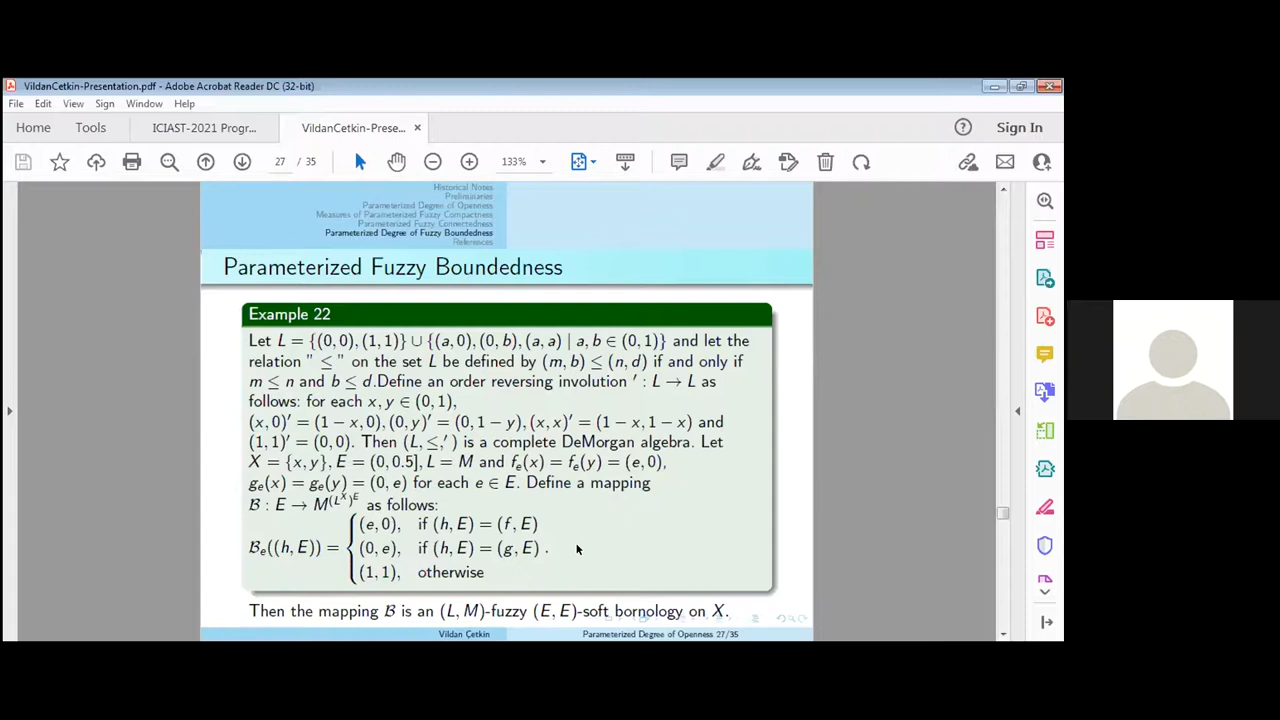 VildanCetkin-Presentation.pdf - Adobe Acrobat Reader DC (32-bit)
File Edit View Sign Window Help
Home Tools ICIAST-2021 Progr... VildanCetkin-Prese... × Sign In
27 / 35 133%
Historical Notes
Preliminaries
Parameterized Degree of Openness
Measures of Parameterized Fuzzy Compactness
Parameterized Fuzzy Connectedness
Parameterized Degree of Fuzzy Boundedness
References
Parameterized Fuzzy Boundedness
Example 22
Let L = {(0, 0), (1, 1)} ∪ {(a, 0), (0, b), (a, a) | a, b ∈ (0, 1)} and let the
relation " ≤" on the set L be defined by (m, b) ≤ (n, d) if and only if
m ≤ n and b ≤ d.Define an order reversing involution ′ : L → L as
follows: for each x, y ∈ (0, 1),
(x, 0)′ = (1 − x, 0), (0, y)′ = (0, 1 − y), (x, x)′ = (1 − x, 1 − x) and
(1, 1)′ = (0, 0). Then (L, ≤,′ ) is a complete DeMorgan algebra. Let
X = {x, y}, E = (0, 0.5], L = M and fₑ(x) = fₑ(y) = (e, 0),
gₑ(x) = gₑ(y) = (0, e) for each e ∈ E. Define a mapping
B : E → M^{(L^X)^E} as follows:
Bₑ((h, E)) = { (e, 0), if (h, E) = (f, E)
(0, e), if (h, E) = (g, E) .
(1, 1), otherwise
Then the mapping B is an (L, M)-fuzzy (E, E)-soft bornology on X.
Vildan Çetkin Parameterized Degree of Openness 27/35